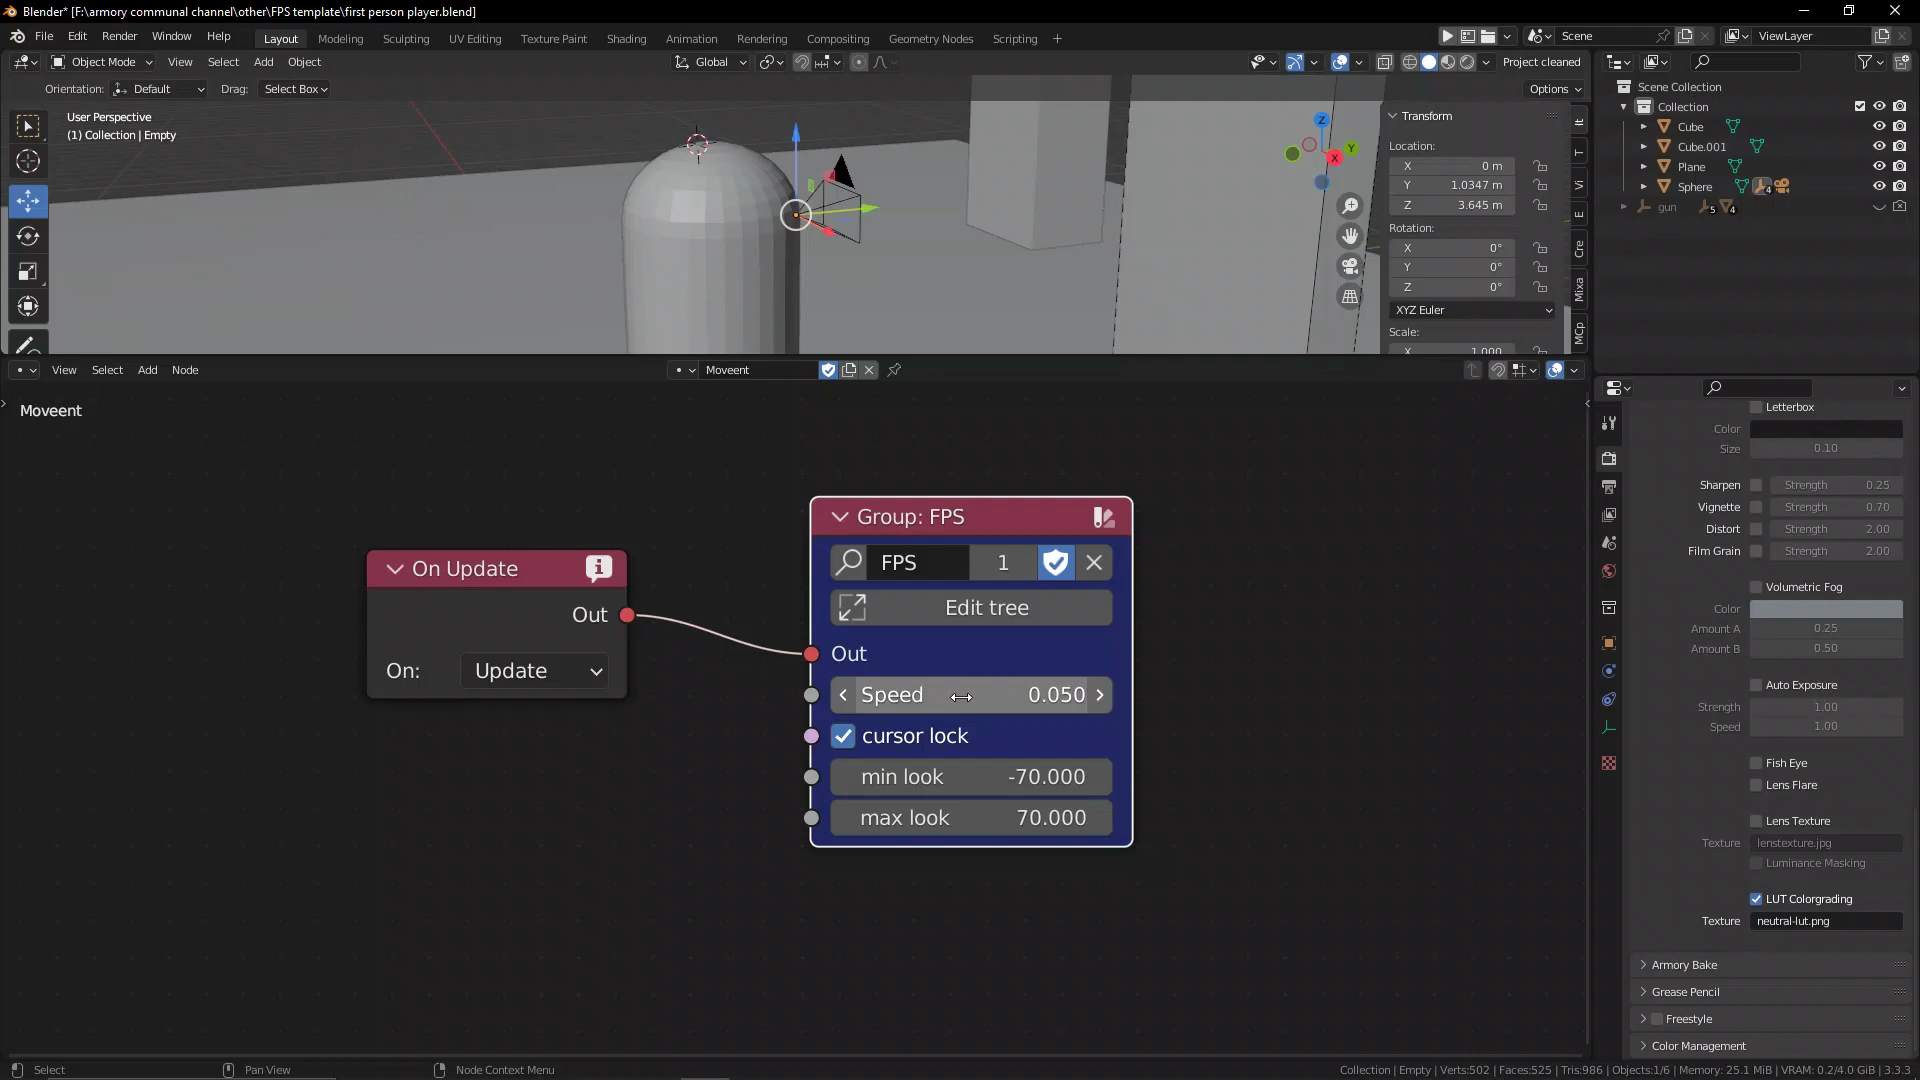 Blender* [F:\armory communal channel\other\FPS template\first person player.blend]
File Edit Render Window Help
Layout Modeling Sculpting UV Editing Texture Paint Shading Animation Rendering Compositing Geometry Nodes Scripting +
Scene
ViewLayer
Object Mode View Select Add Object
Global
Project cleaned
Orientation: Default Drag: Select Box
Options
User Perspective
(1) Collection | Empty
Z
Y
X
Transform
Location:
X 0 m
Y 1.0347 m
Z 3.645 m
Rotation:
X 0°
Y 0°
Z 0°
XYZ Euler
Scale:
X 1.000
It
T
Vi
E
Cre
Mixa
MCp
Scene Collection
Collection
Cube
Cube.001
Plane
Sphere 4
gun 5 4
View Select Add Node
Moveent
Moveent
On Update
Out
On: Update
Group: FPS
FPS 1
Edit tree
Out
Speed 0.050
cursor lock
min look -70.000
max look 70.000
Letterbox
Color
Size 0.10
Sharpen Strength 0.25
Vignette Strength 0.70
Distort Strength 2.00
Film Grain Strength 2.00
Volumetric Fog
Color
Amount A 0.25
Amount B 0.50
Auto Exposure
Strength 1.00
Speed 1.00
Fish Eye
Lens Flare
Lens Texture
Texture lenstexture.jpg
Luminance Masking
LUT Colorgrading
Texture neutral-lut.png
Armory Bake
Grease Pencil
Freestyle
Color Management
Select Pan View Node Context Menu
Collection | Empty | Verts:502 | Faces:525 | Tris:986 | Objects:1/6 | Memory: 25.1 MiB | VRAM: 0.2/4.0 GiB | 3.3.3